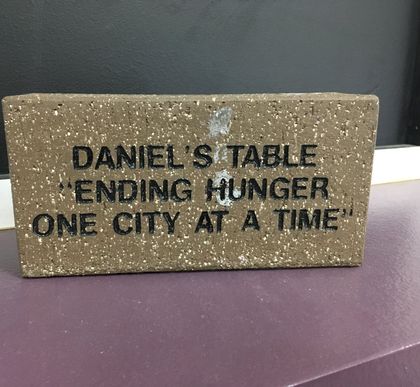 DANIEL'S TABLE
"ENDING HUNGER
ONE CITY AT A TIME"